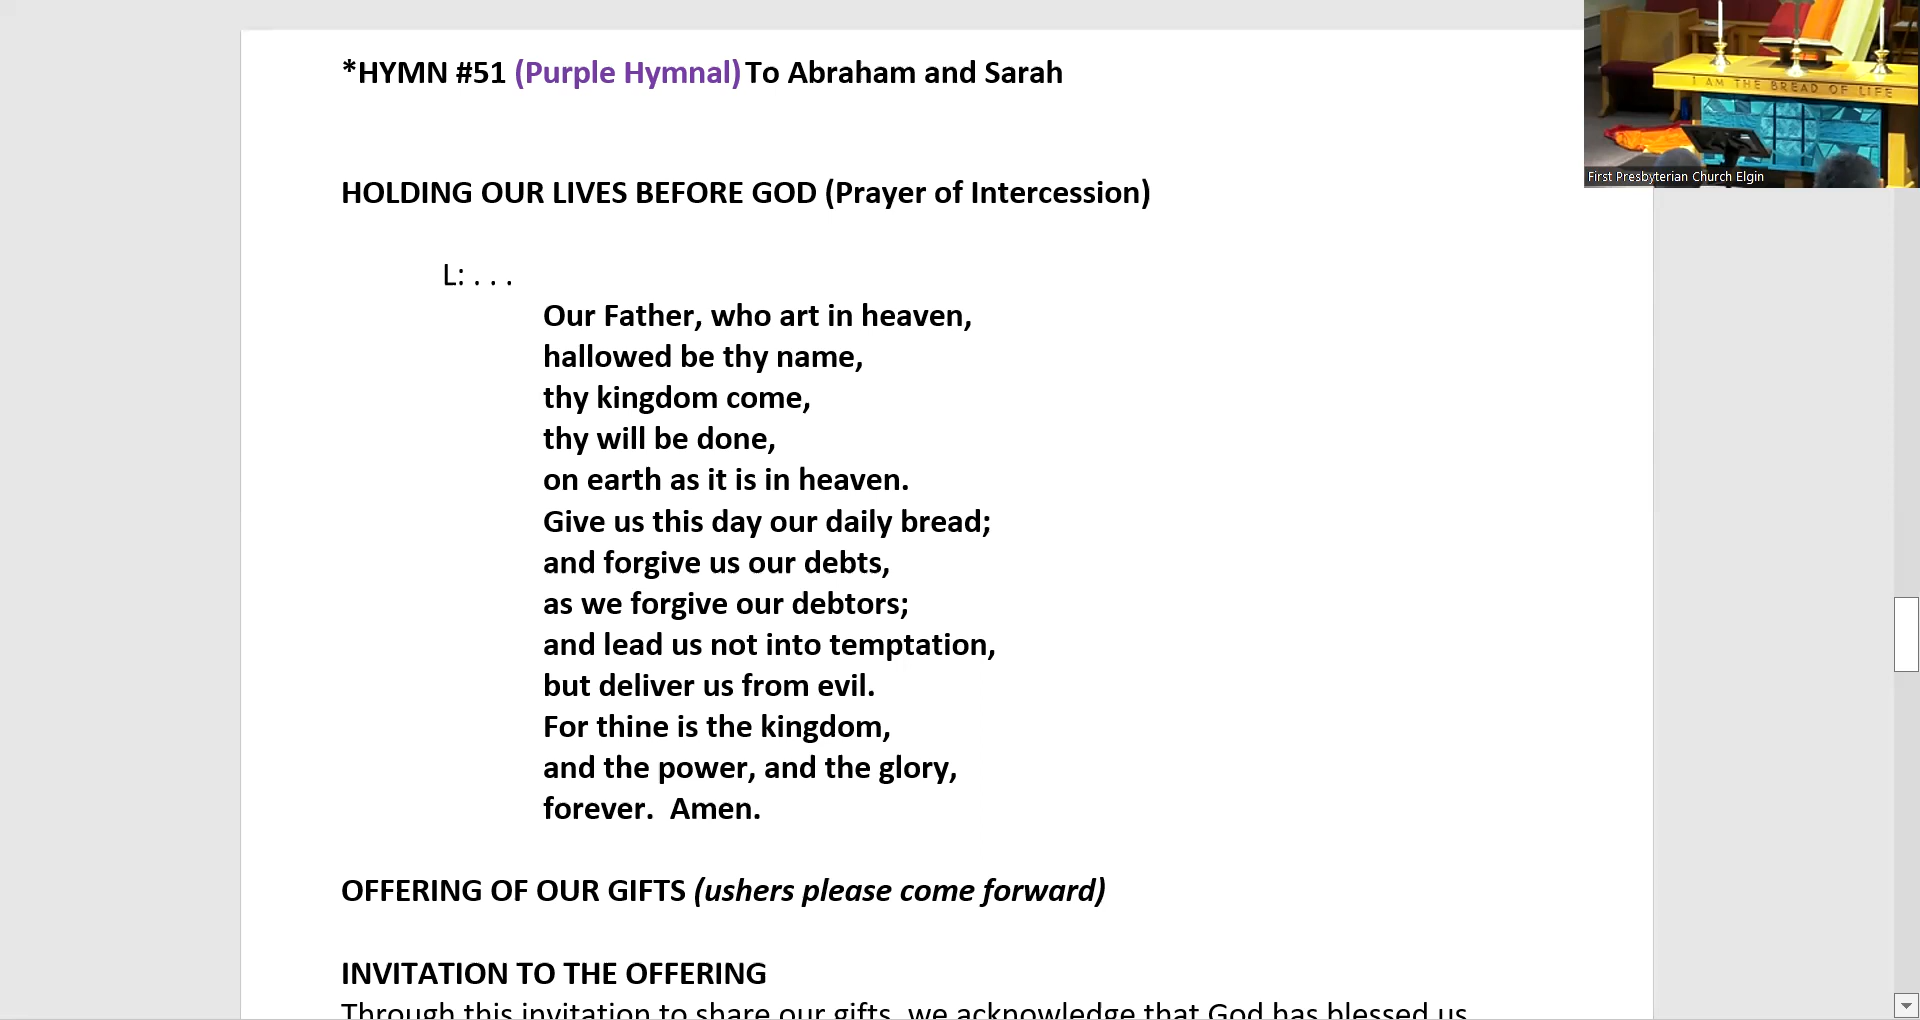 *HYMN #51 (Purple Hymnal) To Abraham and Sarah
I AM THE BREAD OF LIFE
First Presbyterian Church Elgin
HOLDING OUR LIVES BEFORE GOD (Prayer of Intercession)
L: . . .
Our Father, who art in heaven,
hallowed be thy name,
thy kingdom come,
thy will be done,
on earth as it is in heaven.
Give us this day our daily bread;
and forgive us our debts,
as we forgive our debtors;
and lead us not into temptation,
but deliver us from evil.
For thine is the kingdom,
and the power, and the glory,
forever.  Amen.
OFFERING OF OUR GIFTS (ushers please come forward)
INVITATION TO THE OFFERING
Through this invitation to share our gifts, we acknowledge that God has blessed us